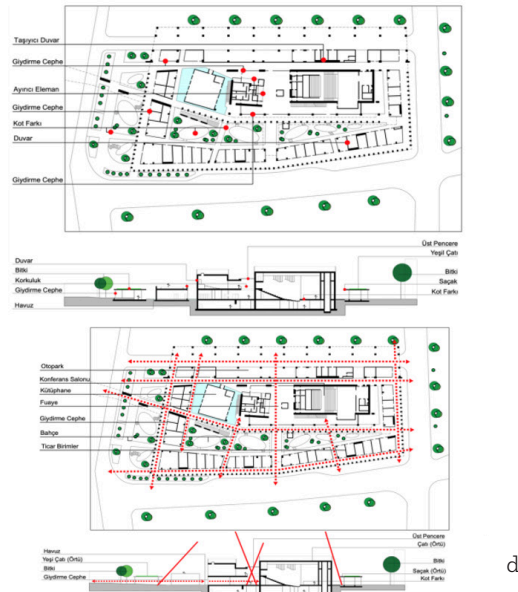 Taşıyıcı Duvar
Giydirme Cephe
Ayırıcı Eleman
Giydirme Cephe
Kot Farkı
Duvar
Giydirme Cephe
Üst Pencere
Yeşil Çatı
Duvar
Bitki
Korkuluk
Giydirme Cephe
Havuz
Bitki
Saçak
Kot Farkı
Otopark
Konferans Salonu
Kütüphane
Fuaye
Giydirme Cephe
Bahçe
Ticar Birimler
d
Üst Pencere
Çatı (Örtü)
Havuz
Yeşi Çatı (Örtü)
Bitki
Giydirme Cephe
Bitki
Saçak (Örtü)
Kot Farkı